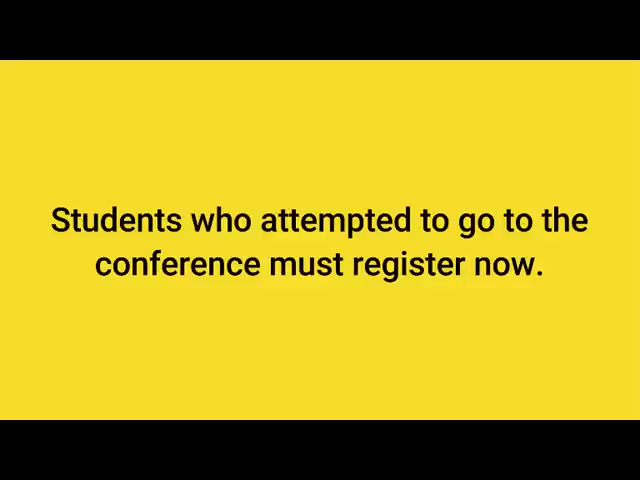 Students who attempted to go to the
conference must register now.